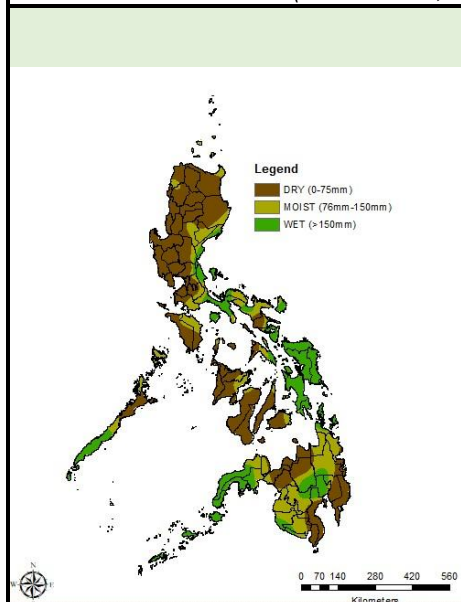 Legend
DRY (0-75mm)
MOIST (76mm-150mm)
WET (>150mm)
N
W E
0 70 140 280 420 560
Kilometers